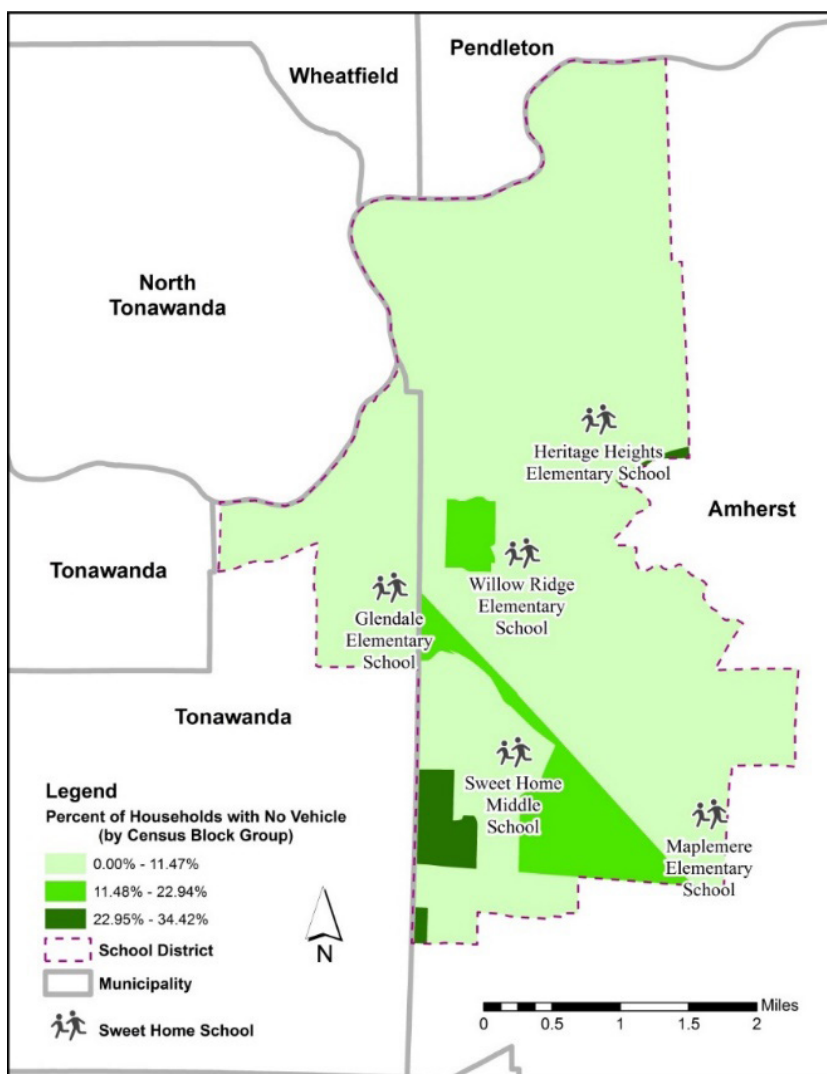 Pendleton
Wheatfield
North
Tonawanda
Heritage Heights
Elementary School
Amherst
Tonawanda
Willow Ridge
Elementary
School
Glendale
Elementary
School
Tonawanda
Sweet Home
Middle
School
Maplemere
Elementary
School
Legend
Percent of Households with No Vehicle
(by Census Block Group)
0.00% - 11.47%
11.48% - 22.94%
22.95% - 34.42%
School District
Municipality
Sweet Home School
N
Miles
0 0.5 1 1.5 2